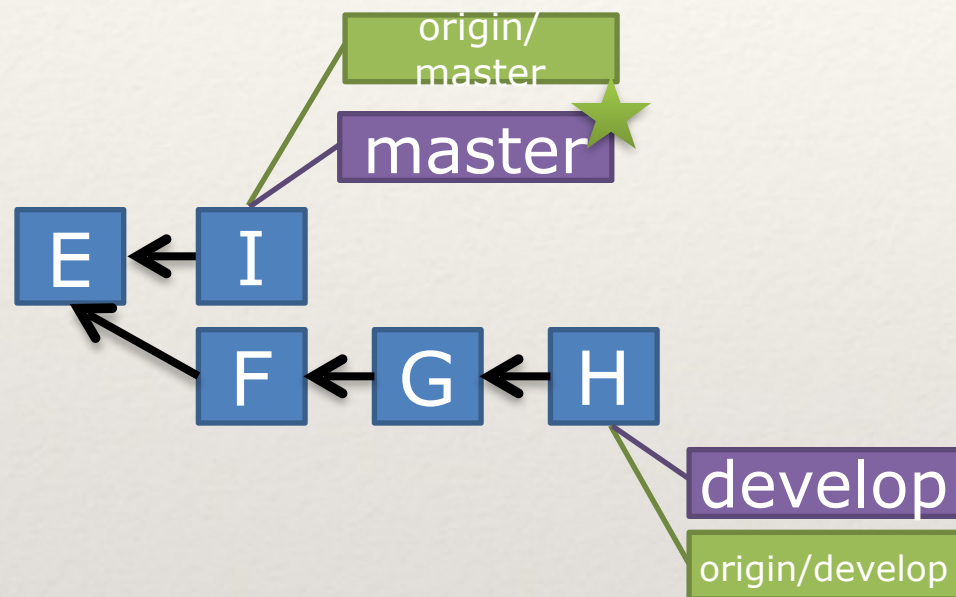 origin/
master
master
E
I
F
G
H
develop
origin/develop